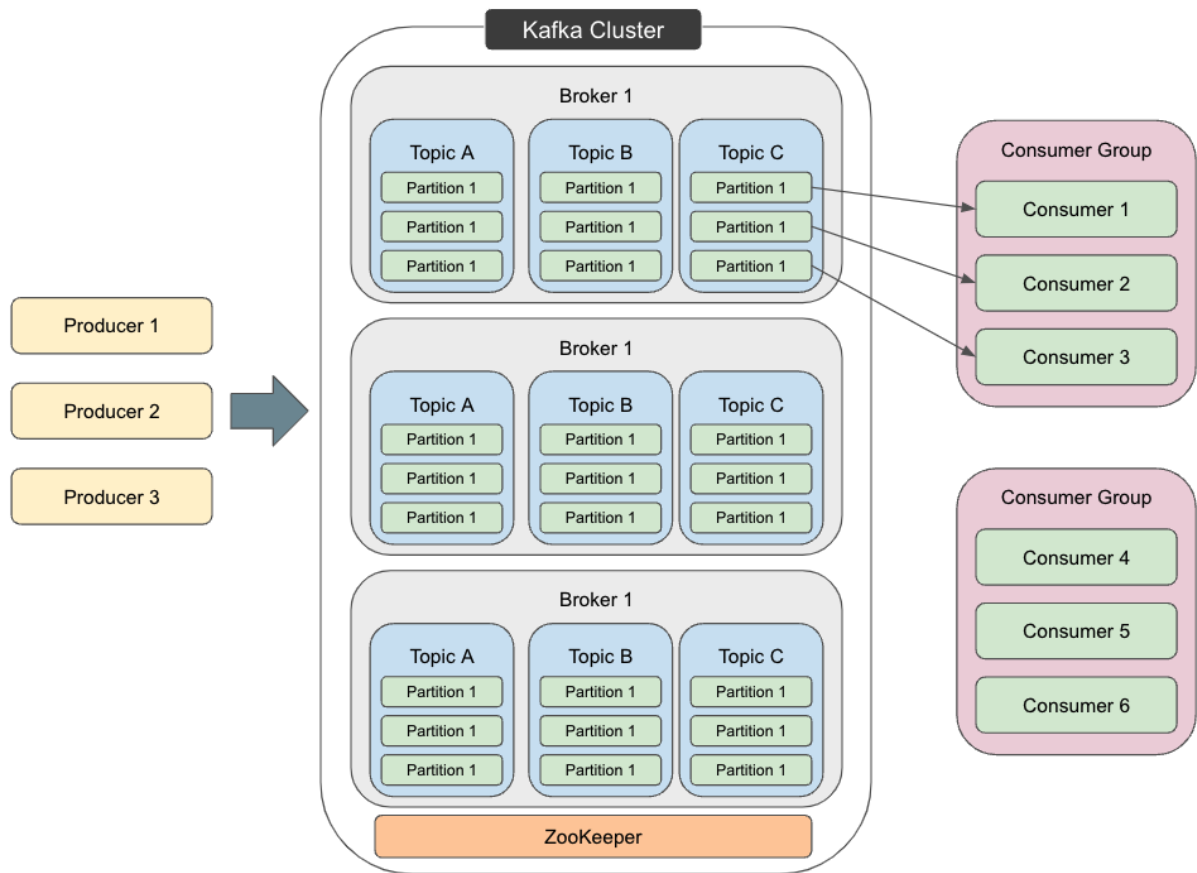 Kafka Cluster
Producer 1
Producer 2
Producer 3
Broker 1
Topic A
Partition 1
Partition 1
Partition 1
Topic B
Partition 1
Partition 1
Partition 1
Topic C
Partition 1
Partition 1
Partition 1
Broker 1
Topic A
Partition 1
Partition 1
Partition 1
Topic B
Partition 1
Partition 1
Partition 1
Topic C
Partition 1
Partition 1
Partition 1
Broker 1
Topic A
Partition 1
Partition 1
Partition 1
Topic B
Partition 1
Partition 1
Partition 1
Topic C
Partition 1
Partition 1
Partition 1
ZooKeeper
Consumer Group
Consumer 1
Consumer 2
Consumer 3
Consumer Group
Consumer 4
Consumer 5
Consumer 6